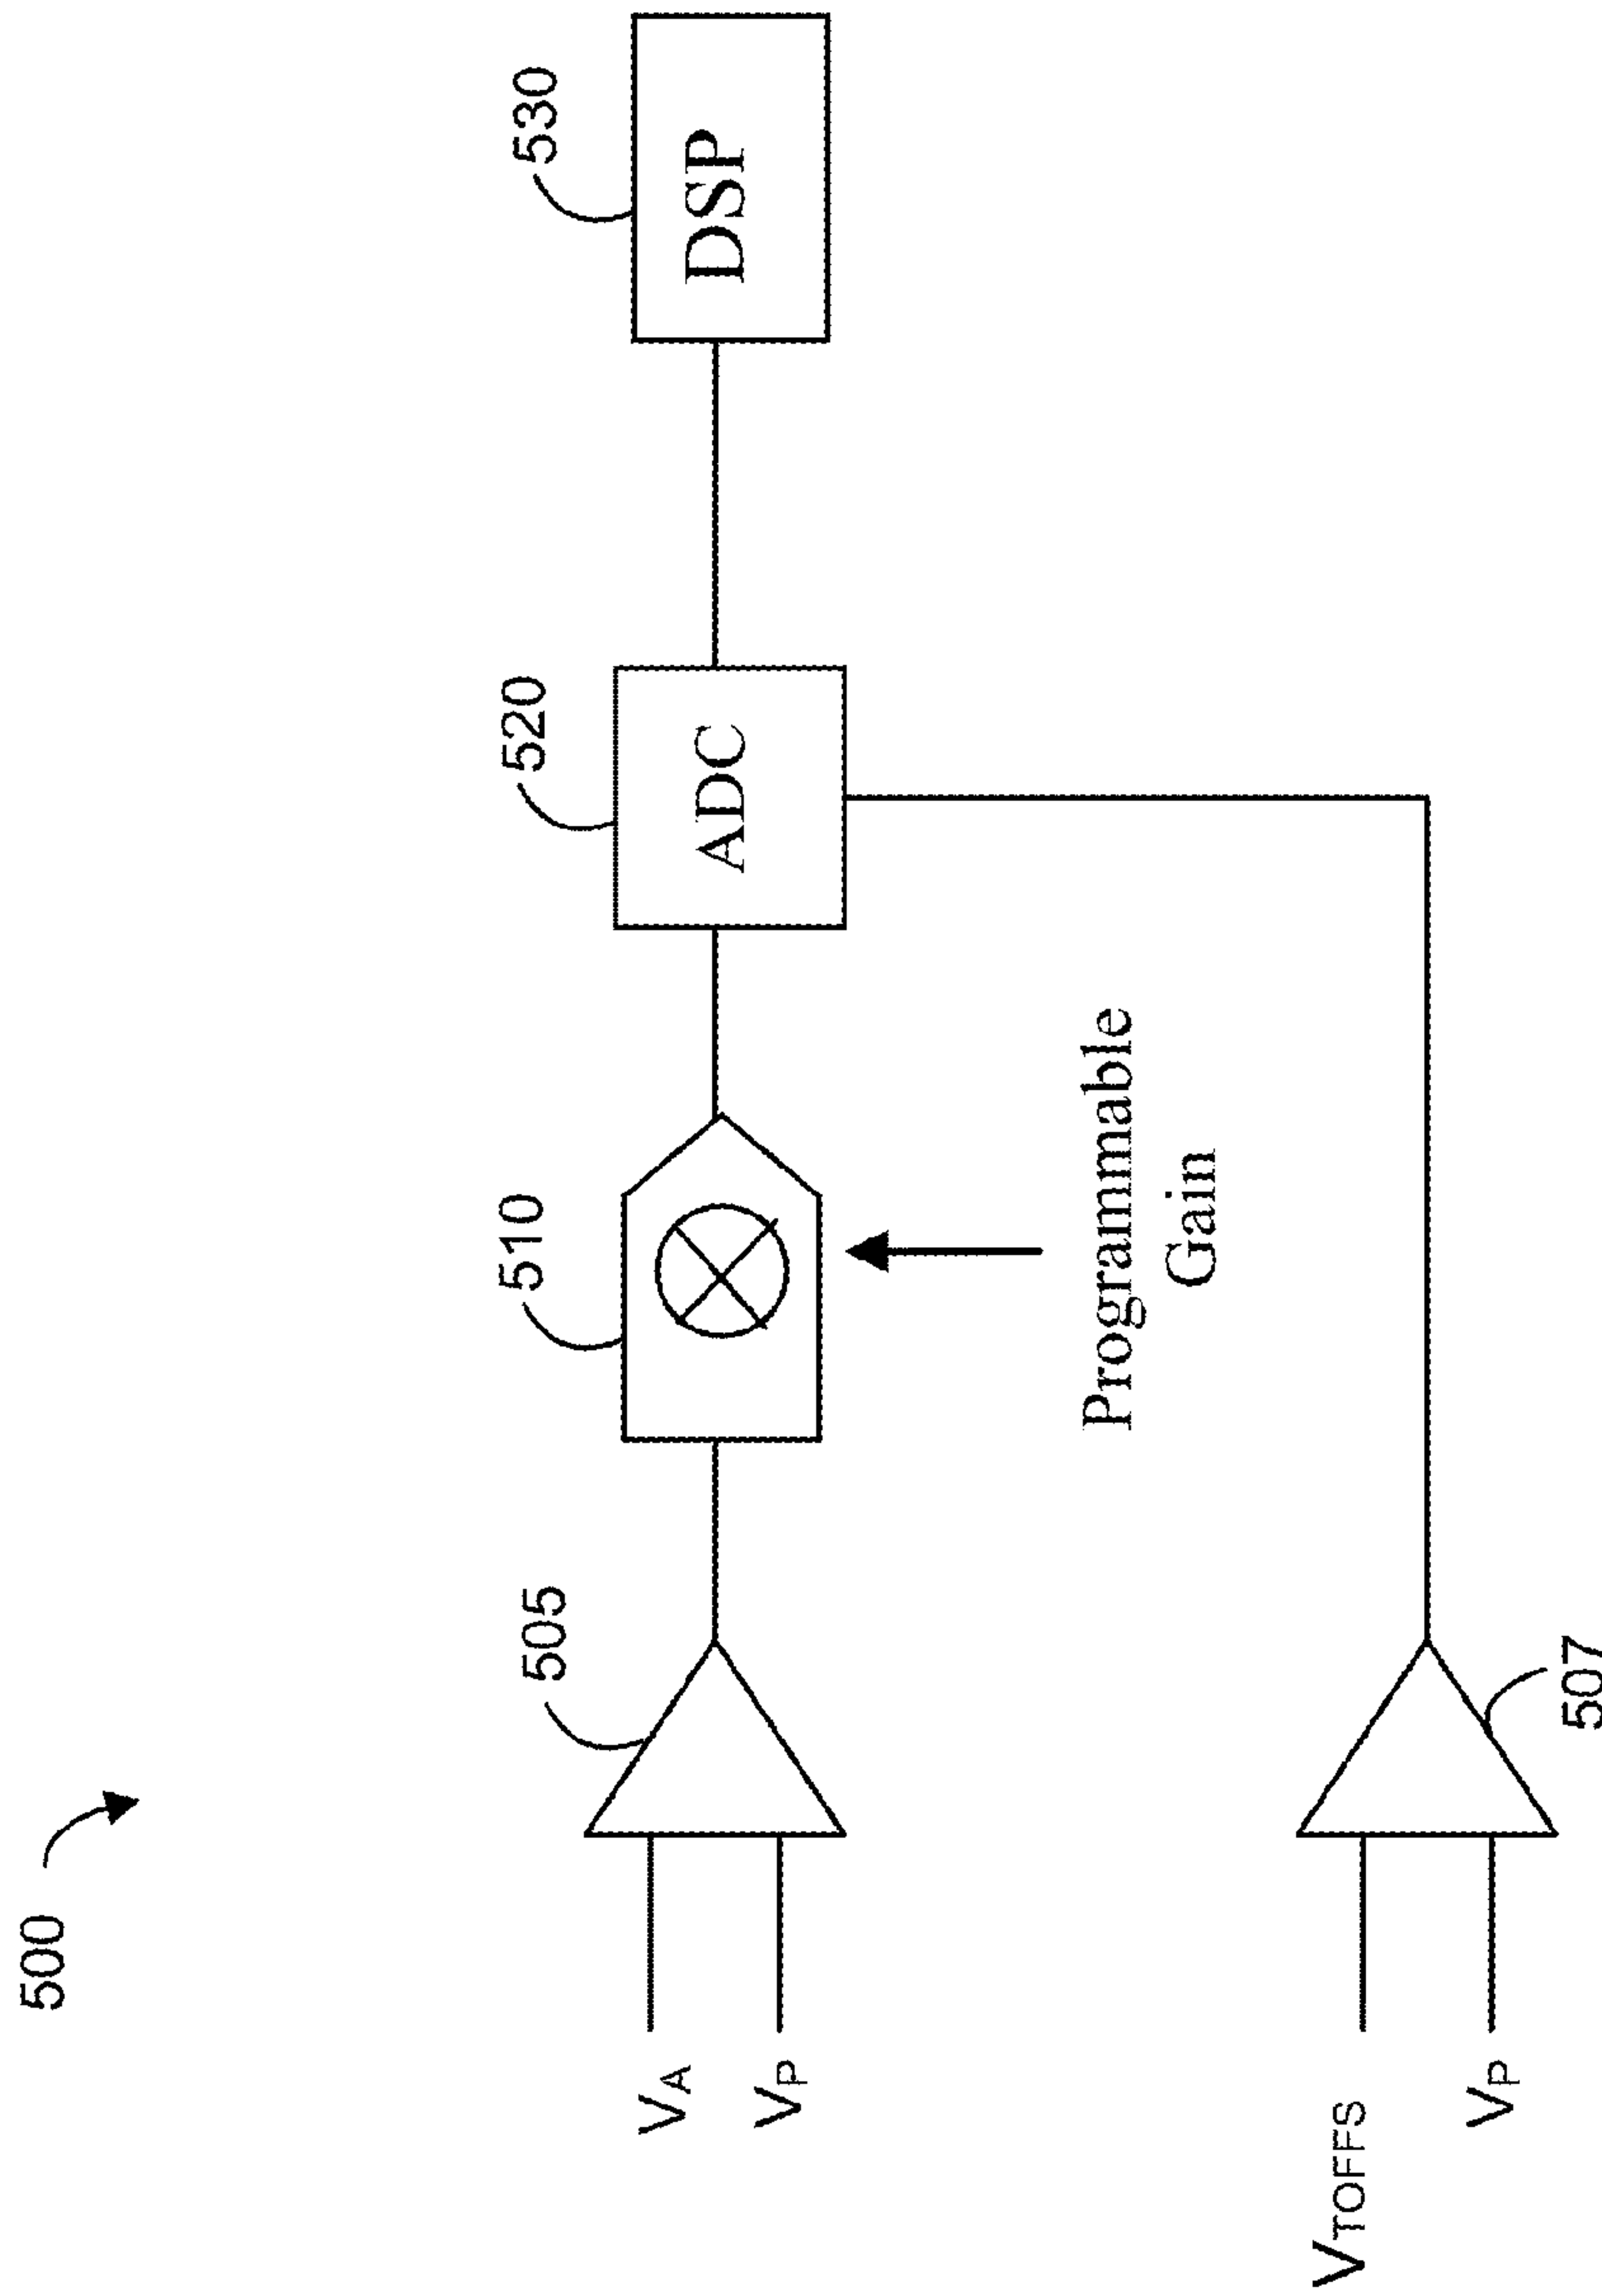 500
505
510
520
530
VA
VP
ADC
DSP
Programmable
Gain
VTOFFS
VP
507